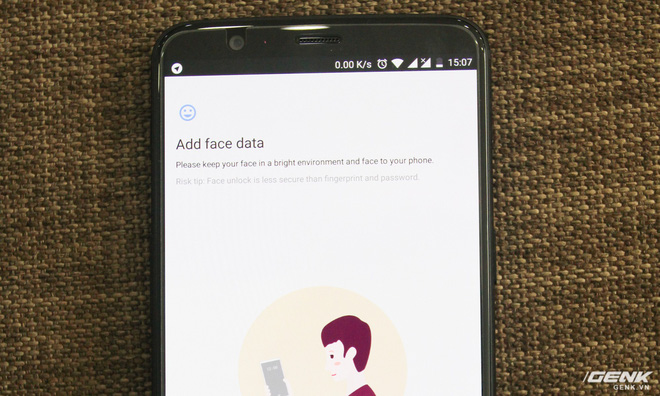 0.00 K/s 15:07
Add face data
Please keep your face in a bright environment and face to your phone.
Risk tip: Face unlock is less secure than fingerprint and password.
GENK
GENK.VN